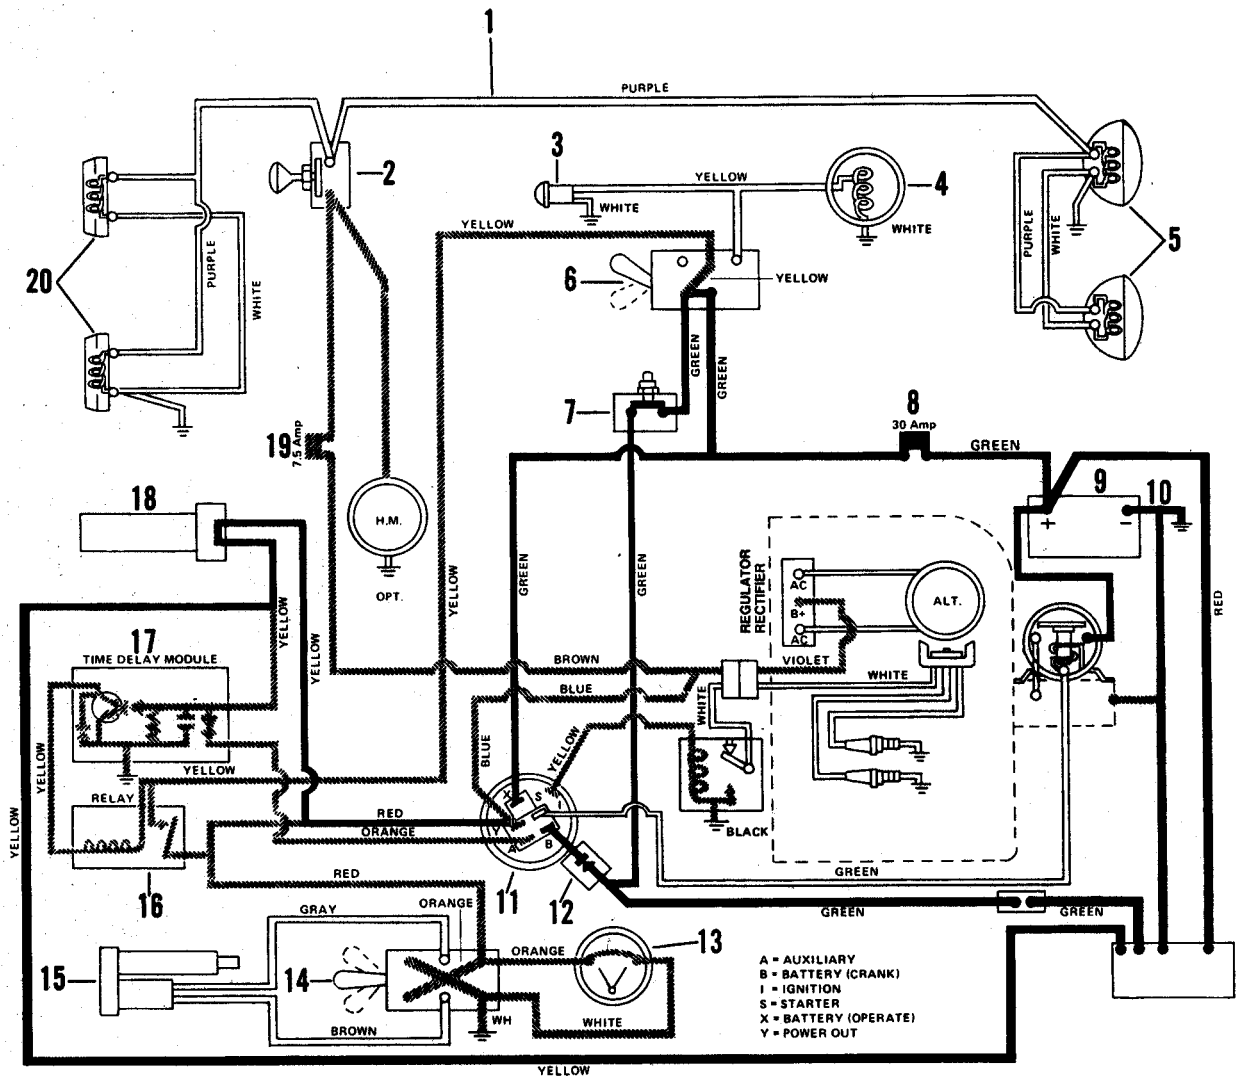 1
PURPLE
2
3
YELLOW
WHITE
4
WHITE
5
PURPLE
WHITE
20
PURPLE
WHITE
YELLOW
6
YELLOW
GREEN
GREEN
7
8
30 Amp
GREEN
19
7.5 Amp
9
10
+
-
18
H.M.
OPT.
YELLOW
GREEN
GREEN
REGULATOR
RECTIFIER
AC
B+
AC
ALT.
RED
YELLOW
YELLOW
17
TIME DELAY MODULE
BROWN
VIOLET
BLUE
WHITE
WHITE
YELLOW
YELLOW
BLUE
YELLOW
RELAY
X
S
I
Y
A
B
RED
ORANGE
BLACK
YELLOW
16
RED
11
12
GREEN
GREEN
GREEN
GRAY
ORANGE
15
14
ORANGE
13
WH
WHITE
BROWN
A = AUXILIARY
B = BATTERY (CRANK)
I = IGNITION
S = STARTER
X = BATTERY (OPERATE)
Y = POWER OUT
YELLOW